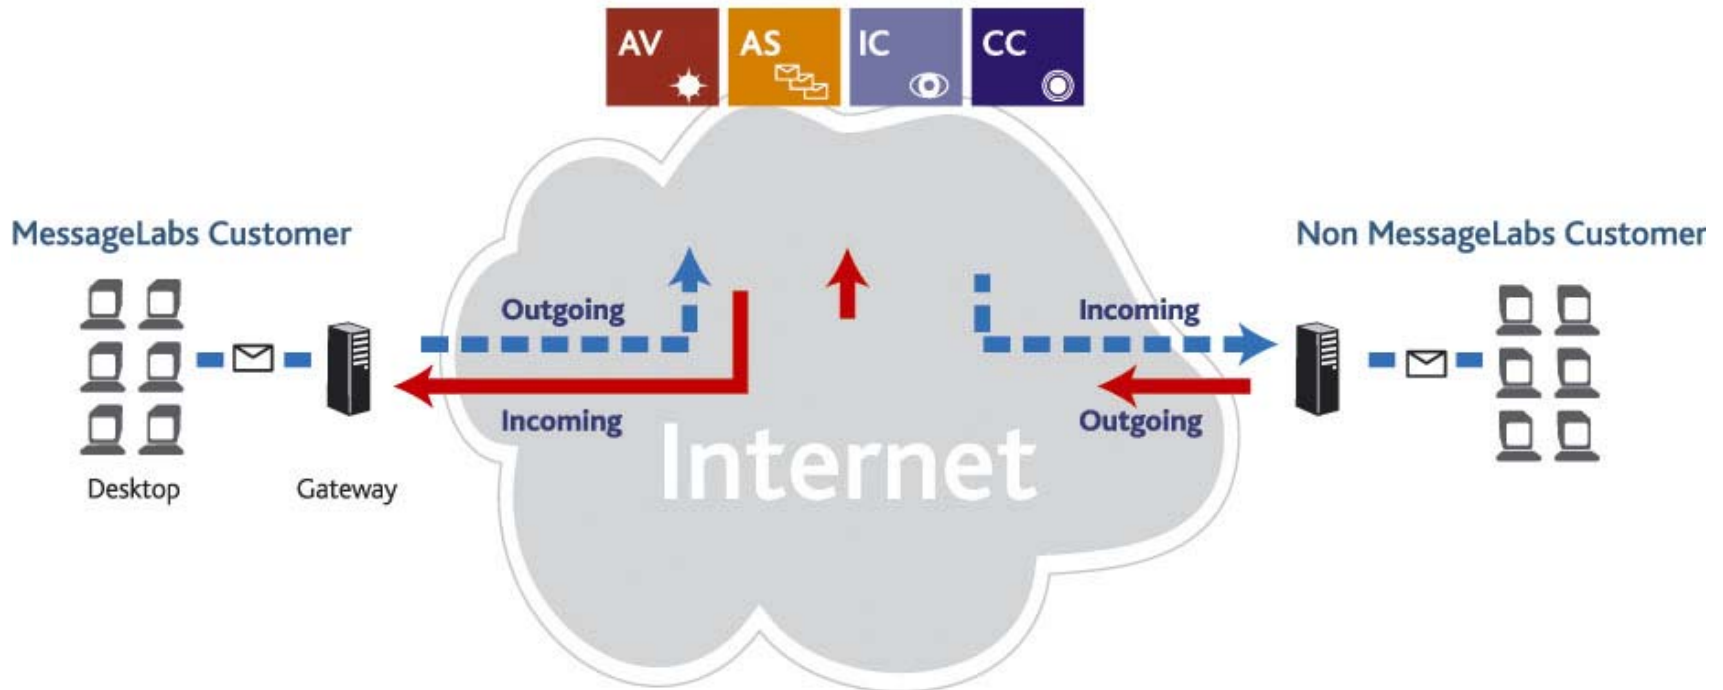 AV
AS
IC
CC
MessageLabs Customer
Non MessageLabs Customer
Outgoing
Incoming
Incoming
Outgoing
Internet
Desktop
Gateway